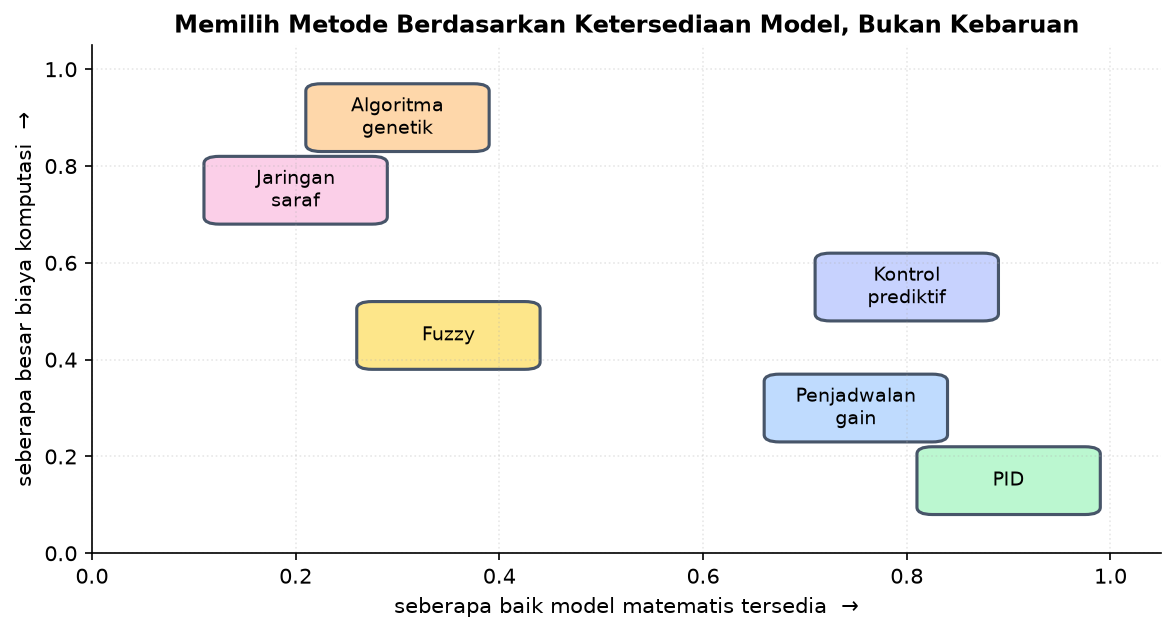 Memilih Metode Berdasarkan Ketersediaan Model, Bukan Kebaruan
seberapa besar biaya komputasi →
1.0
0.8
0.6
0.4
0.2
0.0
Algoritma
genetik
Jaringan
saraf
Kontrol
prediktif
Fuzzy
Penjadwalan
gain
PID
0.0 0.2 0.4 0.6 0.8 1.0
seberapa baik model matematis tersedia →